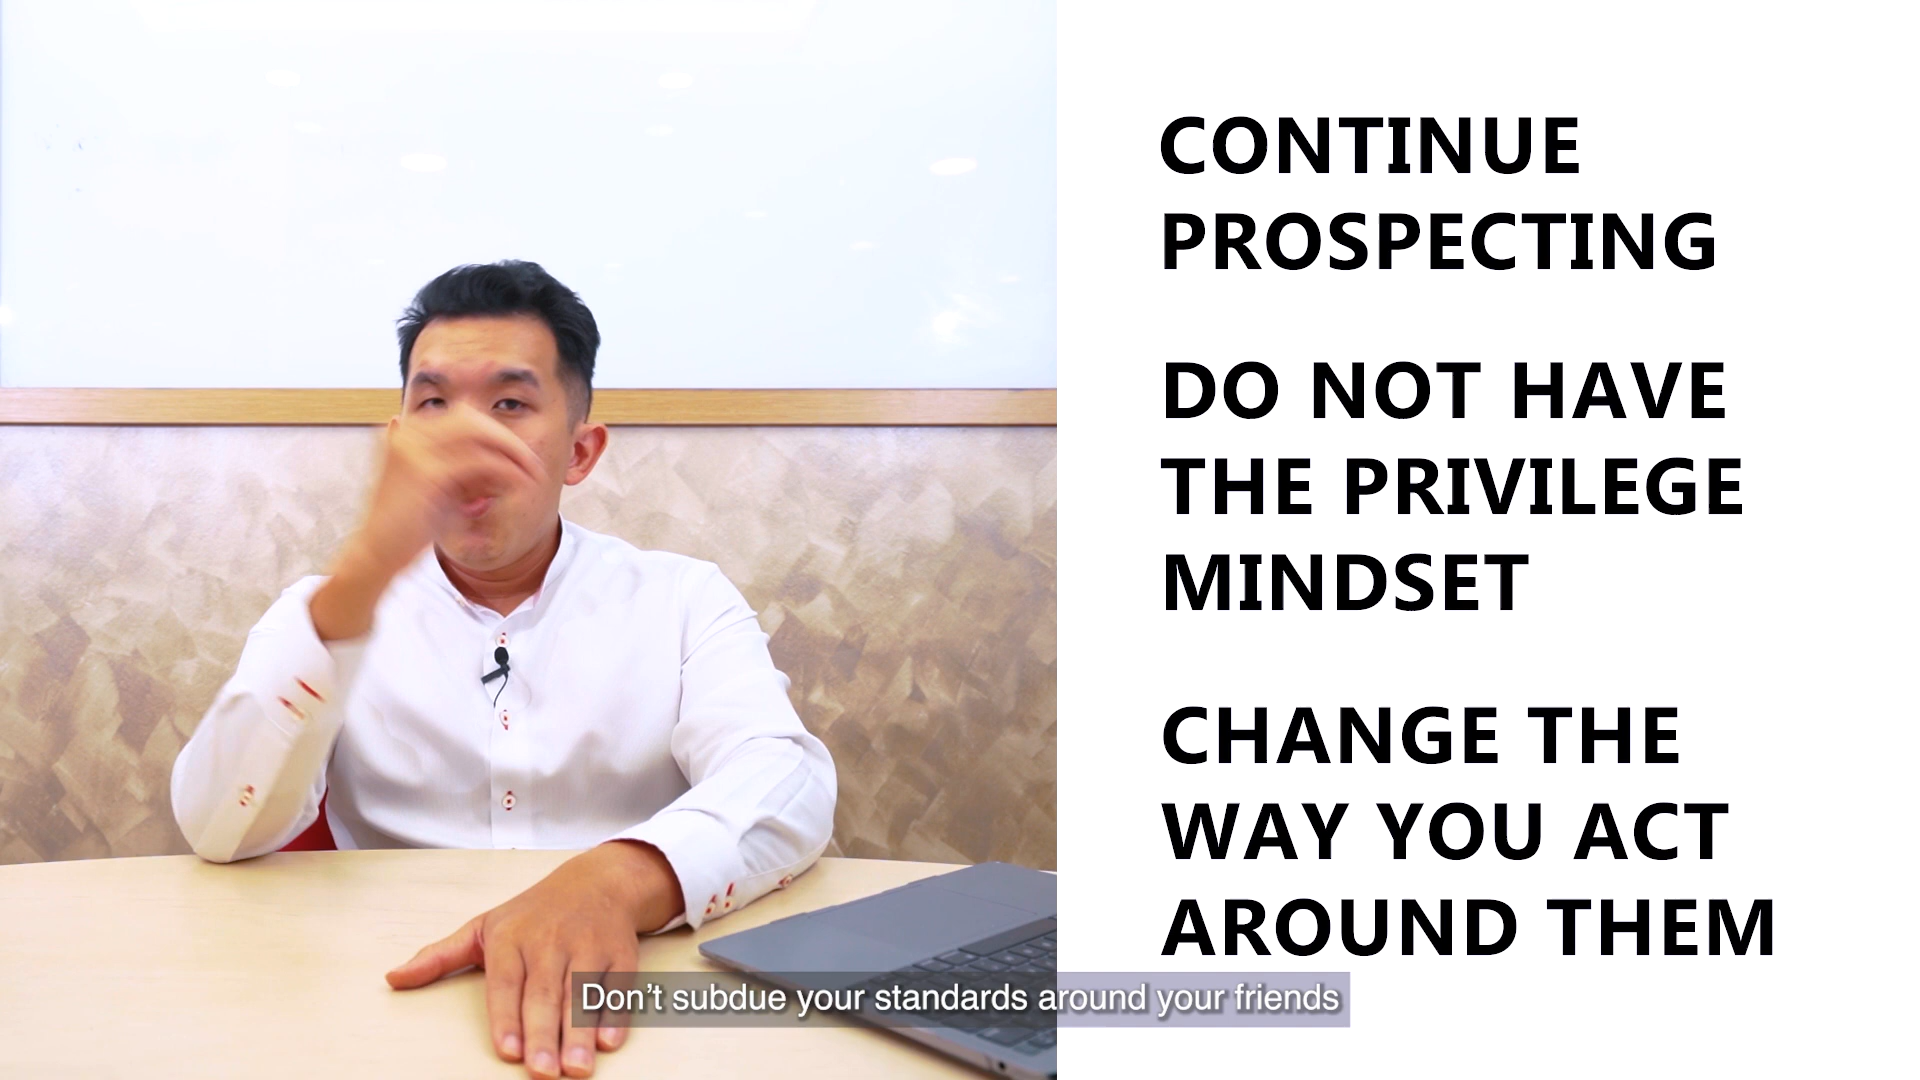 CONTINUE
PROSPECTING
DO NOT HAVE
THE PRIVILEGE
MINDSET
CHANGE THE
WAY YOU ACT
AROUND THEM
Don't subdue your standards around your friends